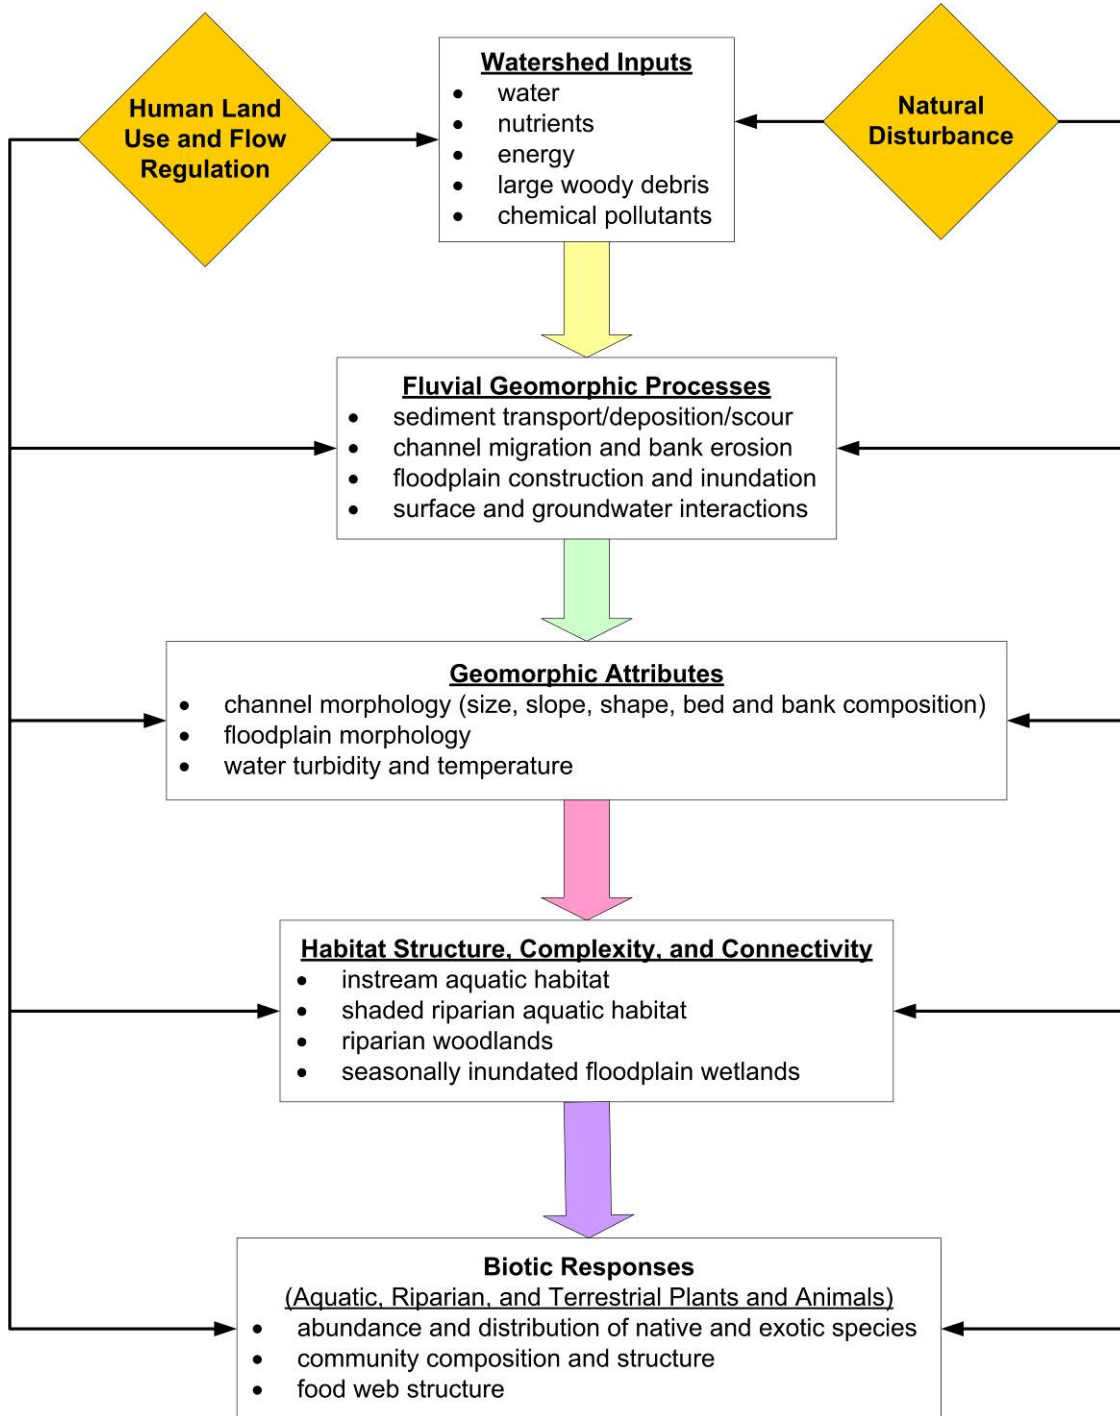 Human Land
Use and Flow
Regulation
Watershed Inputs
• water
• nutrients
• energy
• large woody debris
• chemical pollutants
Natural
Disturbance
Fluvial Geomorphic Processes
• sediment transport/deposition/scour
• channel migration and bank erosion
• floodplain construction and inundation
• surface and groundwater interactions
Geomorphic Attributes
• channel morphology (size, slope, shape, bed and bank composition)
• floodplain morphology
• water turbidity and temperature
Habitat Structure, Complexity, and Connectivity
• instream aquatic habitat
• shaded riparian aquatic habitat
• riparian woodlands
• seasonally inundated floodplain wetlands
Biotic Responses
(Aquatic, Riparian, and Terrestrial Plants and Animals)
• abundance and distribution of native and exotic species
• community composition and structure
• food web structure